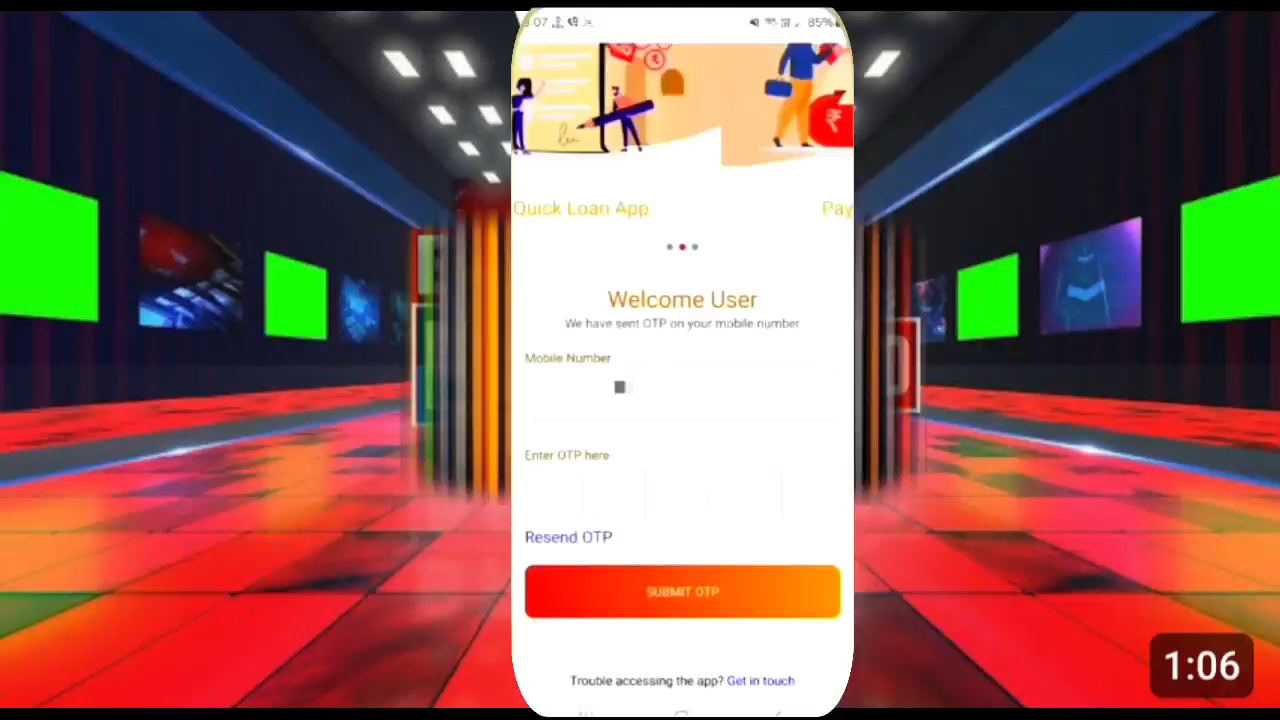 85%
Quick Loan App
Pay
Welcome User
We have sent OTP on your mobile number
Mobile Number
Enter OTP here
Resend OTP
SUBMIT OTP
Trouble accessing the app? Get in touch
1:06